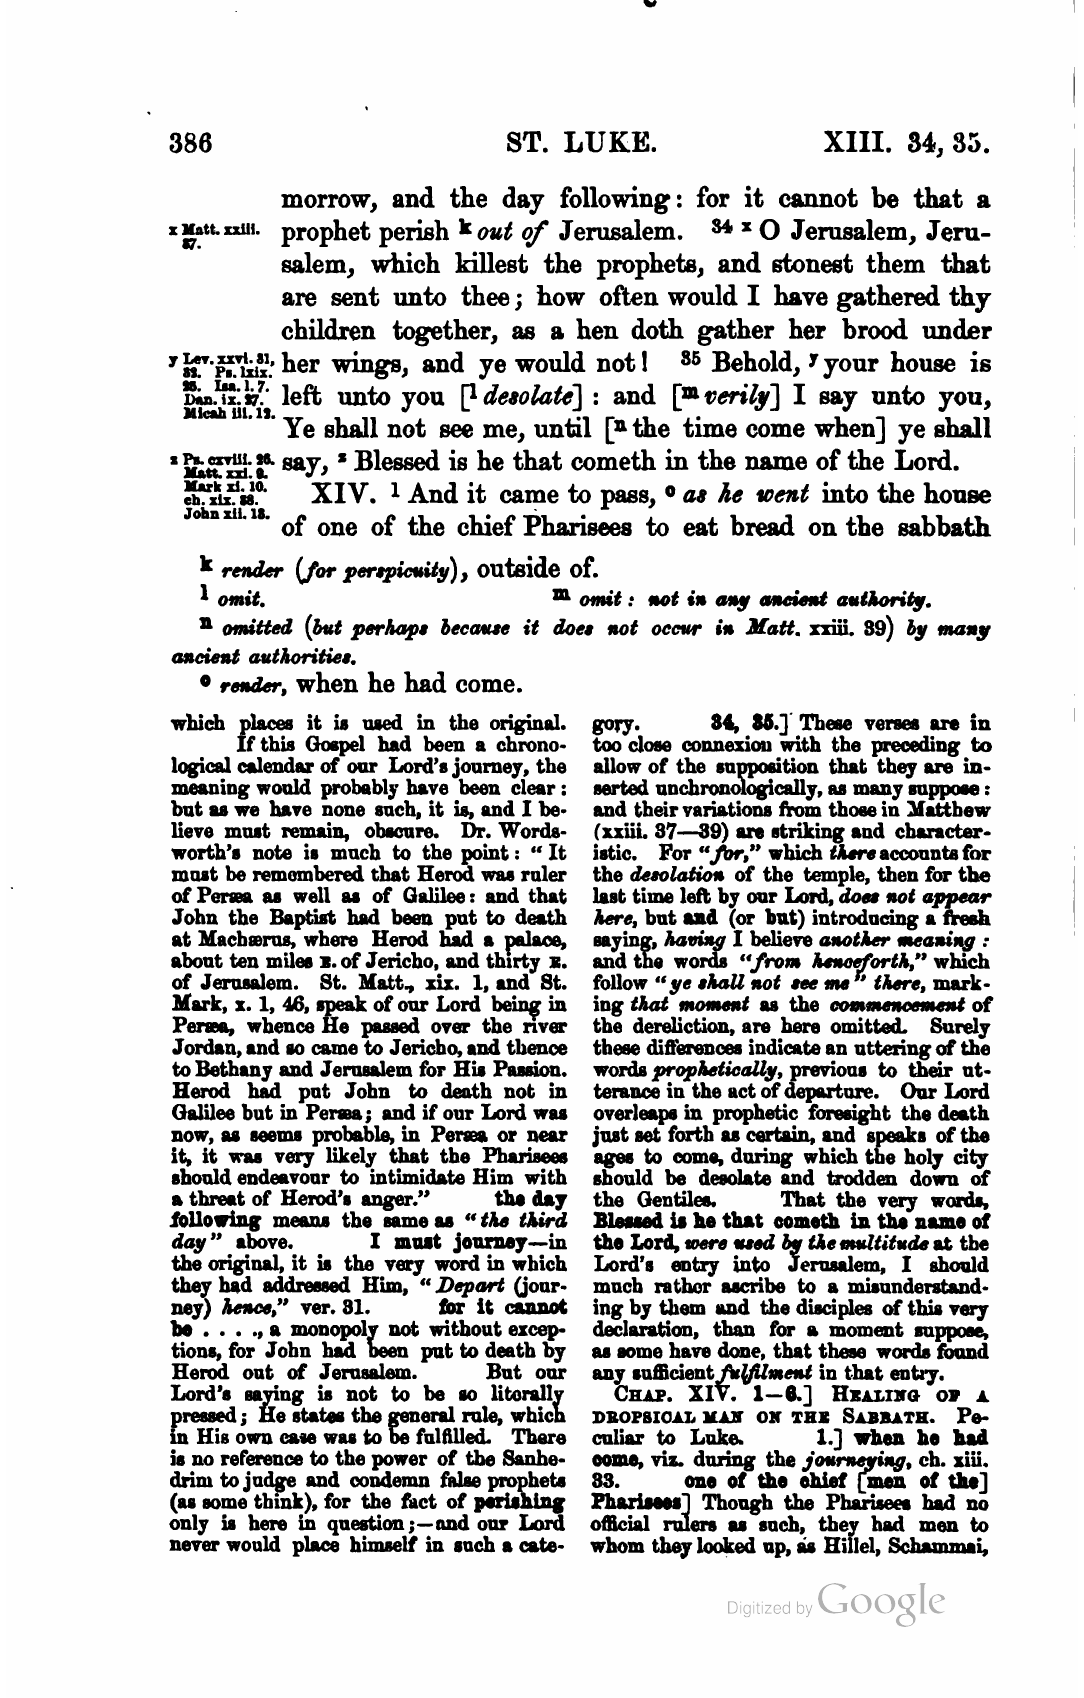 386 ST. LUKE. XIII. 34, 35.
morrow, and the day following: for it cannot be that a
x Matt. xxiii. 37.
prophet perish k out of Jerusalem. 34 x O Jerusalem, Jeru-
salem, which killest the prophets, and stonest them that
are sent unto thee; how often would I have gathered thy
children together, as a hen doth gather her brood under
y Lev. xxvi. 31, 32. Ps. lxix. 25. Isa. i. 7. Dan. ix. 27. Micah iii. 12.
her wings, and ye would not! 35 Behold, y your house is
left unto you [l desolate] : and [m verily] I say unto you,
Ye shall not see me, until [n the time come when] ye shall
z Ps. cxviii. 26. Matt. xxi. 9. Mark xi. 10. ch. xix. 38. John xii. 13.
say, z Blessed is he that cometh in the name of the Lord.
XIV. 1 And it came to pass, o as he went into the house
of one of the chief Pharisees to eat bread on the sabbath
k render (for perspicuity), outside of.
l omit. m omit : not in any ancient authority.
n omitted (but perhaps because it does not occur in Matt. xxiii. 39) by many
ancient authorities.
o render, when he had come.
which places it is used in the original.
If this Gospel had been a chrono-
logical calendar of our Lord's journey, the
meaning would probably have been clear :
but as we have none such, it is, and I be-
lieve must remain, obscure. Dr. Words-
worth's note is much to the point : "It
must be remembered that Herod was ruler
of Peræa as well as of Galilee : and that
John the Baptist had been put to death
at Machærus, where Herod had a palace,
about ten miles E. of Jericho, and thirty E.
of Jerusalem. St. Matt., xix. 1, and St.
Mark, x. 1, 46, speak of our Lord being in
Peræa, whence He passed over the river
Jordan, and so came to Jericho, and thence
to Bethany and Jerusalem for His Passion.
Herod had put John to death not in
Galilee but in Peræa; and if our Lord was
now, as seems probable, in Peræa or near
it, it was very likely that the Pharisees
should endeavour to intimidate Him with
a threat of Herod's anger." the day
following means the same as "the third
day" above. I must journey—in
the original, it is the very word in which
they had addressed Him, "Depart (jour-
ney) hence," ver. 31. for it cannot
be . . . ., a monopoly not without excep-
tions, for John had been put to death by
Herod out of Jerusalem. But our
Lord's saying is not to be so literally
pressed; He states the general rule, which
in His own case was to be fulfilled. There
is no reference to the power of the Sanhe-
drim to judge and condemn false prophets
(as some think), for the fact of perishing
only is here in question;—and our Lord
never would place himself in such a cate-
gory. 34, 35.] These verses are in
too close connexion with the preceding to
allow of the supposition that they are in-
serted unchronologically, as many suppose :
and their variations from those in Matthew
(xxiii. 37—39) are striking and character-
istic. For "for," which there accounts for
the desolation of the temple, then for the
last time left by our Lord, does not appear
here, but and (or but) introducing a fresh
saying, having I believe another meaning :
and the words "from henceforth," which
follow "ye shall not see me" there, mark-
ing that moment as the commencement of
the dereliction, are here omitted. Surely
these differences indicate an uttering of the
words prophetically, previous to their ut-
terance in the act of departure. Our Lord
overleaps in prophetic foresight the death
just set forth as certain, and speaks of the
ages to come, during which the holy city
should be desolate and trodden down of
the Gentiles. That the very words,
Blessed is he that cometh in the name of
the Lord, were used by the multitude at the
Lord's entry into Jerusalem, I should
much rather ascribe to a misunderstand-
ing by them and the disciples of this very
declaration, than for a moment suppose,
as some have done, that these words found
any sufficient fulfilment in that entry.
CHAP. XIV. 1—6.] HEALING OF A
DROPSICAL MAN ON THE SABBATH. Pe-
culiar to Luke. 1.] when he had
come, viz. during the journeying, ch. xiii.
33. one of the chief [men of the]
Pharisees] Though the Pharisees had no
official rulers as such, they had men to
whom they looked up, as Hillel, Schammai,
Digitized by Google